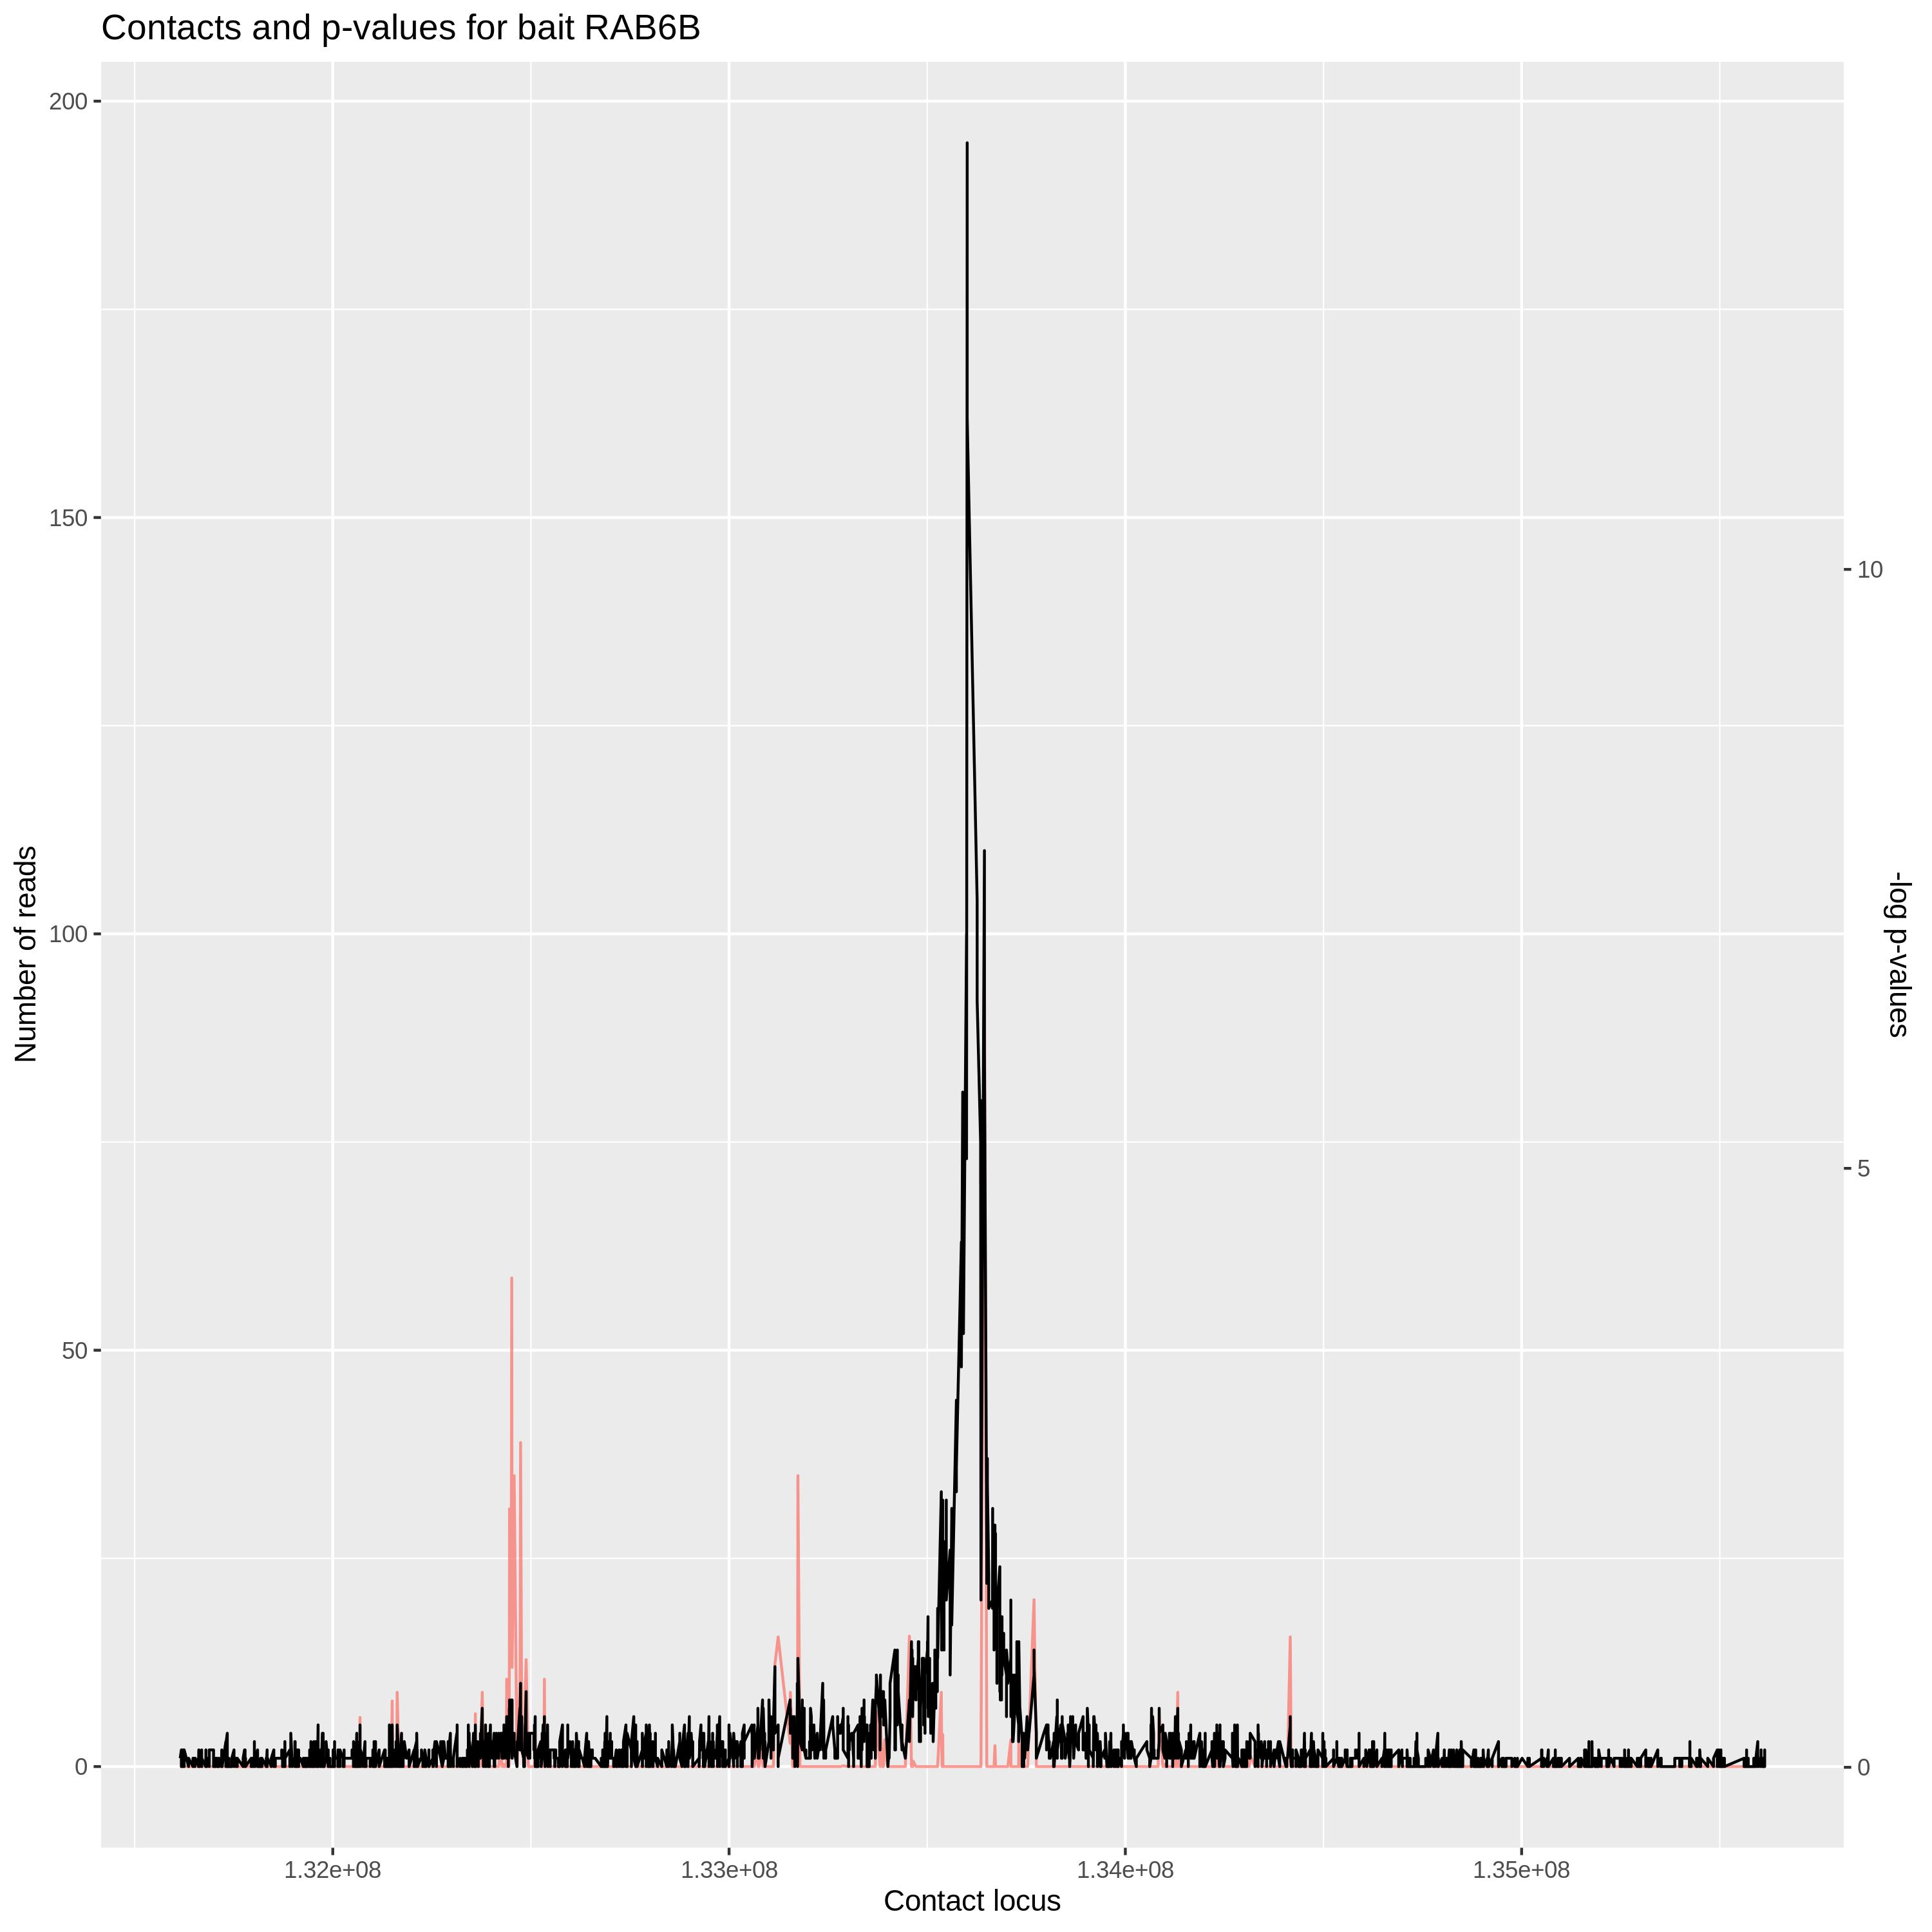 Contacts and p-values for bait RAB6B
200
150
100
50
0
Number of reads
10
5
0
-log p-values
1.32e+08
1.33e+08
1.34e+08
1.35e+08
Contact locus